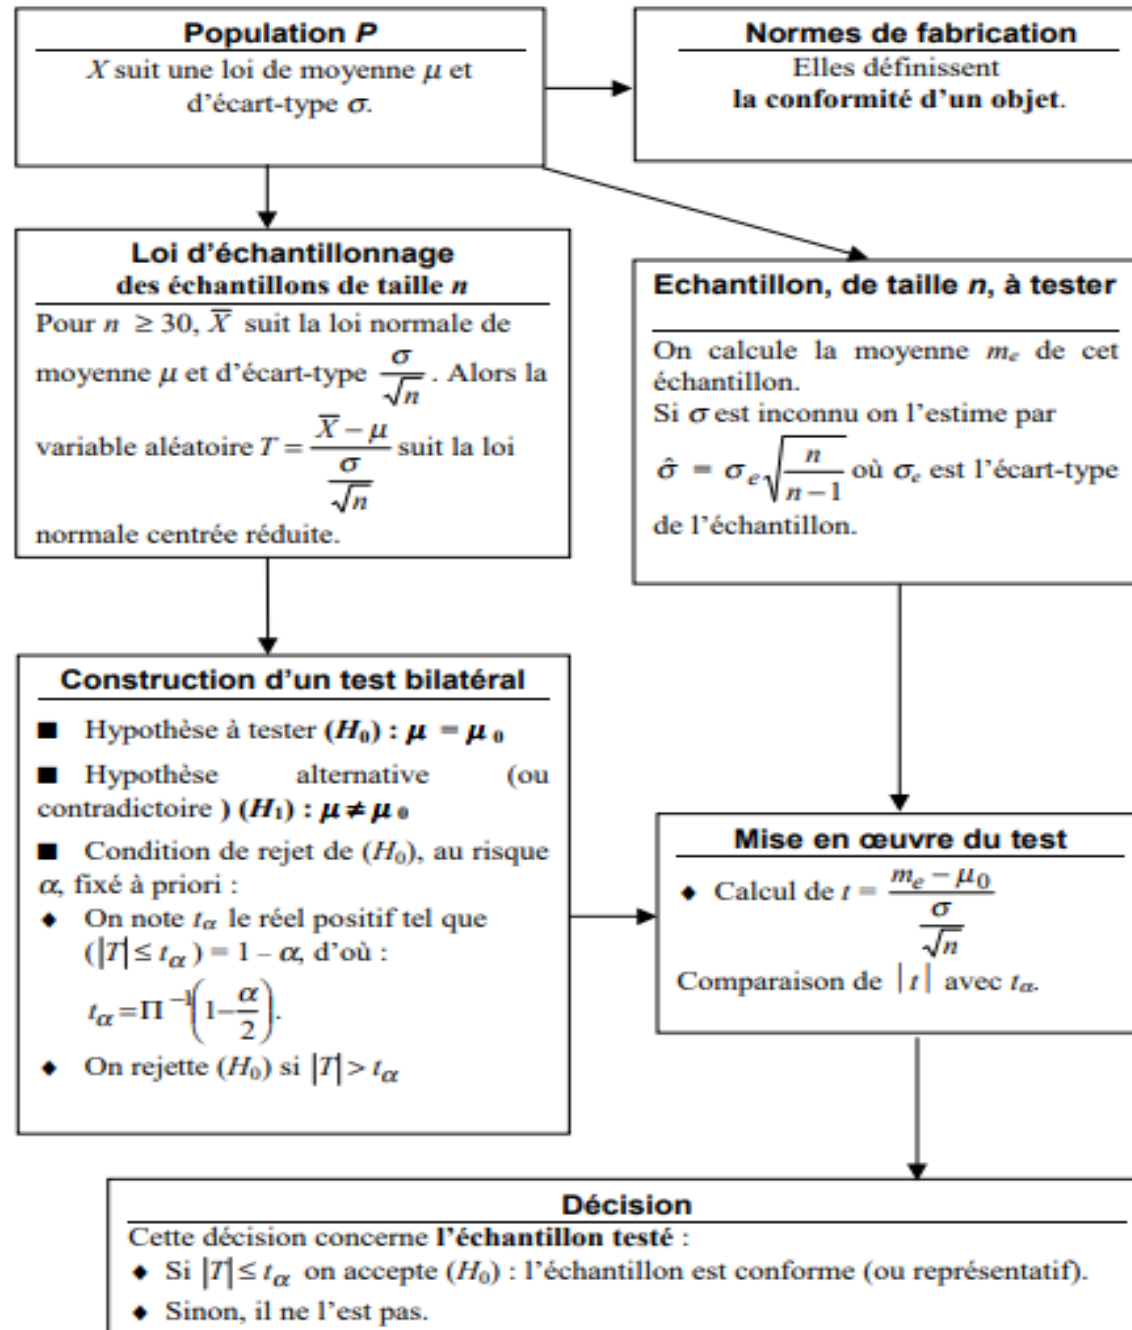 Population P
X suit une loi de moyenne μ et
d'écart-type σ.
Normes de fabrication
Elles définissent
la conformité d'un objet.
Loi d'échantillonnage
des échantillons de taille n
Pour n ≥ 30, X̄ suit la loi normale de
moyenne μ et d'écart-type σ/√n. Alors la
variable aléatoire T = (X̄ − μ)/(σ/√n) suit la loi
normale centrée réduite.
Echantillon, de taille n, à tester
On calcule la moyenne mₑ de cet
échantillon.
Si σ est inconnu on l'estime par
σ̂ = σₑ√(n/(n−1)) où σₑ est l'écart-type
de l'échantillon.
Construction d'un test bilatéral
■ Hypothèse à tester (H₀) : μ = μ₀
■ Hypothèse alternative (ou
contradictoire ) (H₁) : μ ≠ μ₀
■ Condition de rejet de (H₀), au risque
α, fixé à priori :
◆ On note t_α le réel positif tel que
(|T| ≤ t_α) = 1 – α, d'où :
t_α = Π⁻¹(1 − α/2).
◆ On rejette (H₀) si |T| > t_α
Mise en œuvre du test
◆ Calcul de t = (mₑ − μ₀)/(σ/√n)
Comparaison de |t| avec t_α.
Décision
Cette décision concerne l'échantillon testé :
◆ Si |T| ≤ t_α on accepte (H₀) : l'échantillon est conforme (ou représentatif).
◆ Sinon, il ne l'est pas.